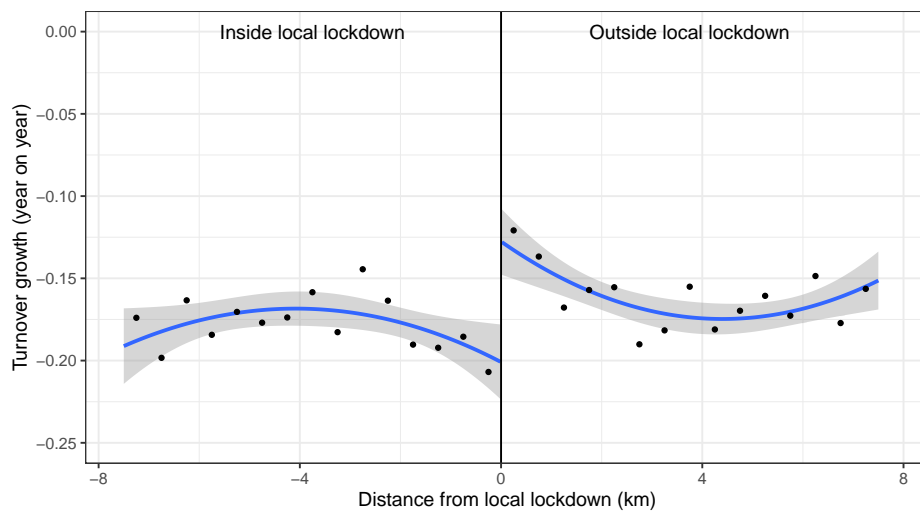 Inside local lockdown
Outside local lockdown
0.00
−0.05
−0.10
−0.15
−0.20
−0.25
Turnover growth (year on year)
−8
−4
0
4
8
Distance from local lockdown (km)